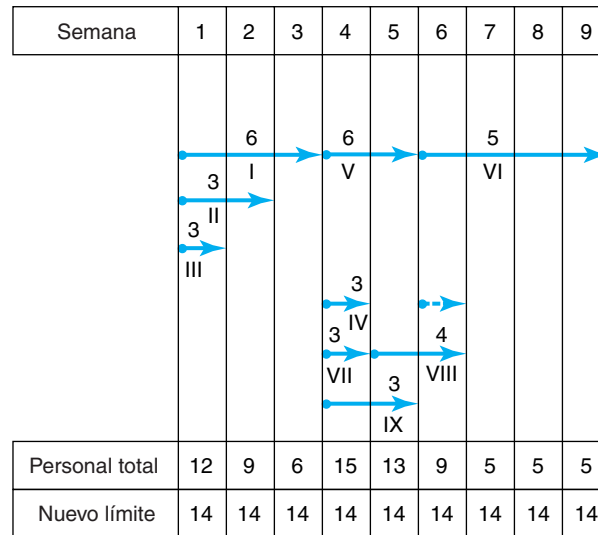 Semana 1 2 3 4 5 6 7 8 9
6 6 5
I V VI
3
II
3
III
3
IV
3 4
VII VIII
3
IX
Personal total 12 9 6 15 13 9 5 5 5
Nuevo límite 14 14 14 14 14 14 14 14 14